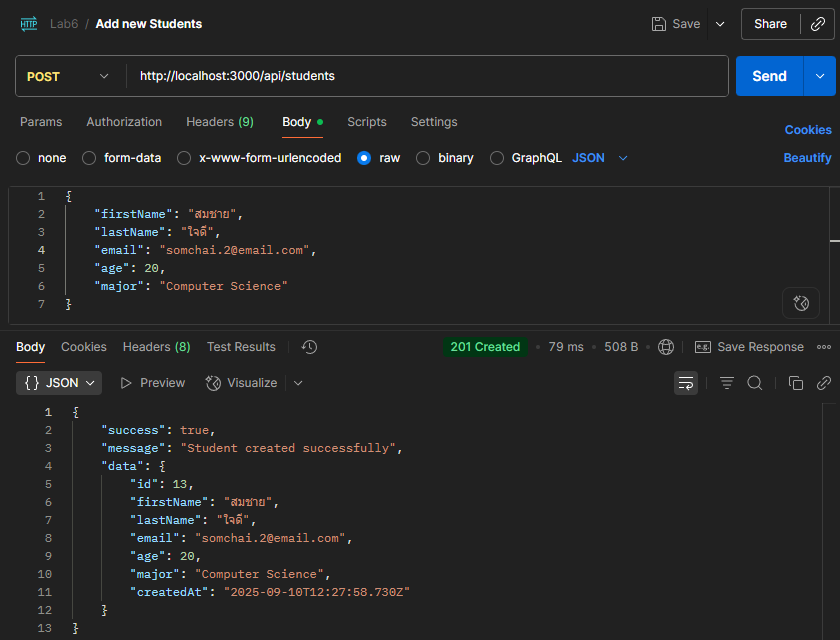 HTTP Lab6 / Add new Students Save Share
POST http://localhost:3000/api/students Send
Params Authorization Headers (9) Body Scripts Settings Cookies
none form-data x-www-form-urlencoded raw binary GraphQL JSON Beautify
1 {
2 "firstName": "สมชาย",
3 "lastName": "ใจดี",
4 "email": "somchai.2@email.com",
5 "age": 20,
6 "major": "Computer Science"
7 }
Body Cookies Headers (8) Test Results 201 Created • 79 ms • 508 B • e.g. Save Response
{} JSON Preview Visualize
1 {
2 "success": true,
3 "message": "Student created successfully",
4 "data": {
5 "id": 13,
6 "firstName": "สมชาย",
7 "lastName": "ใจดี",
8 "email": "somchai.2@email.com",
9 "age": 20,
10 "major": "Computer Science",
11 "createdAt": "2025-09-10T12:27:58.730Z"
12 }
13 }